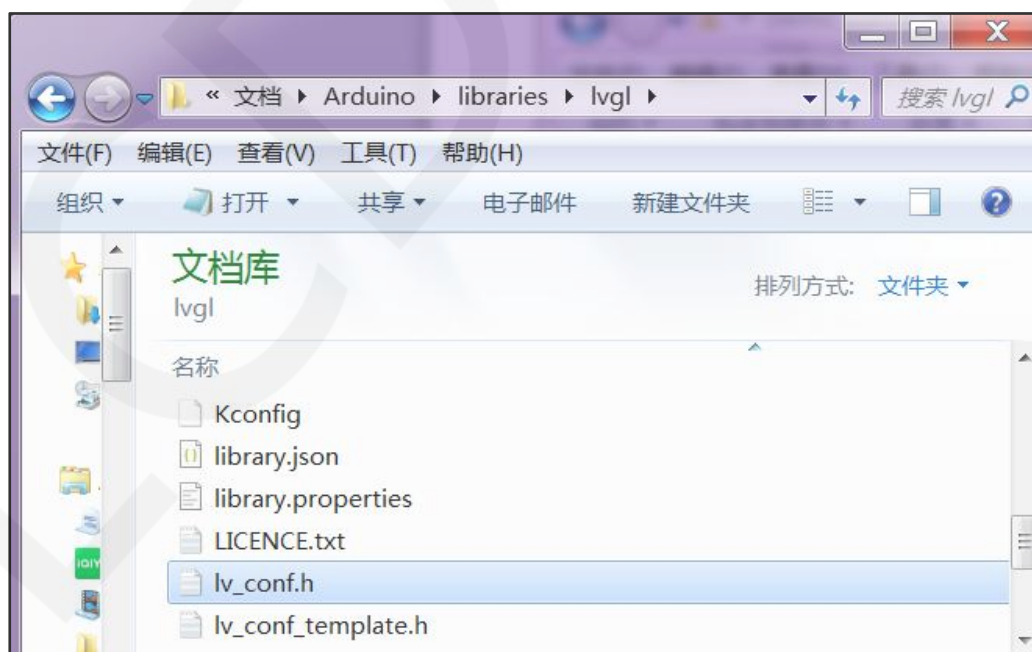 « 文档 ▸ Arduino ▸ libraries ▸ lvgl ▸ 搜索 lvgl
文件(F) 编辑(E) 查看(V) 工具(T) 帮助(H)
组织 打开 共享 电子邮件 新建文件夹
文档库
lvgl
排列方式: 文件夹
名称
Kconfig
library.json
library.properties
LICENCE.txt
lv_conf.h
lv_conf_template.h